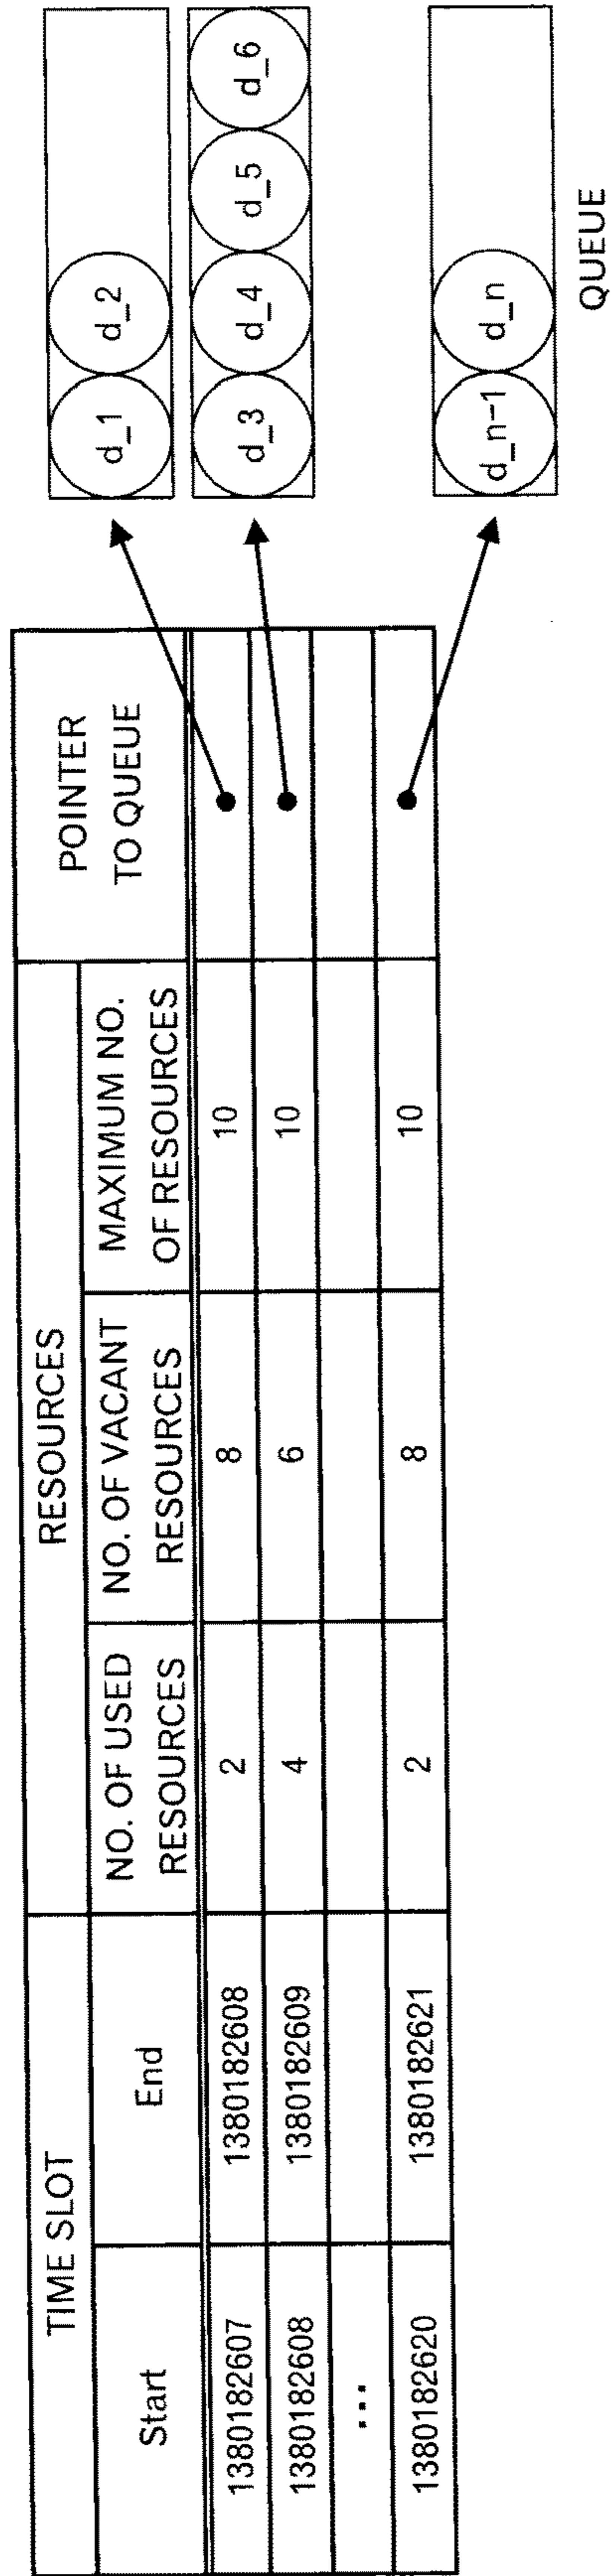 TIME SLOT
RESOURCES
POINTER
TO QUEUE
Start
End
NO. OF USED
RESOURCES
NO. OF VACANT
RESOURCES
MAXIMUM NO.
OF RESOURCES
1380182607 1380182608 2 8 10
1380182608 1380182609 4 6 10
...
1380182620 1380182621 2 8 10
d_1 d_2
d_3 d_4 d_5 d_6
d_n-1 d_n
QUEUE